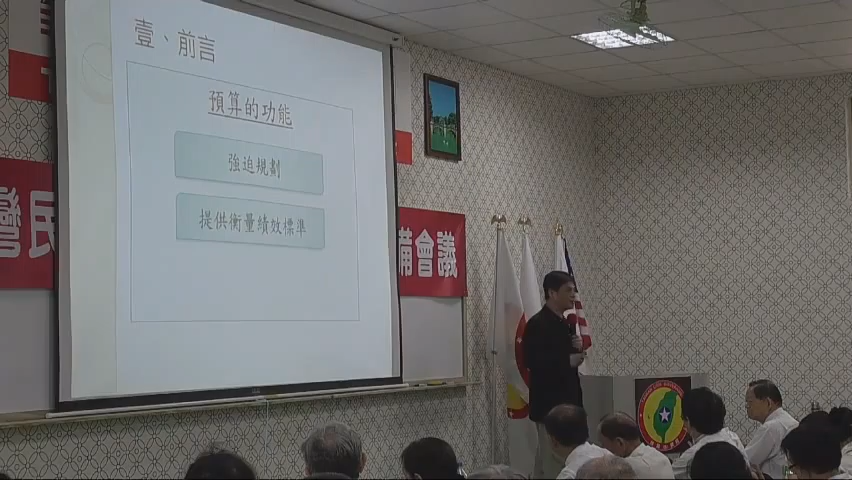 壹、前言
預算的功能
強迫規劃
提供衡量績效標準
灣民
備會議